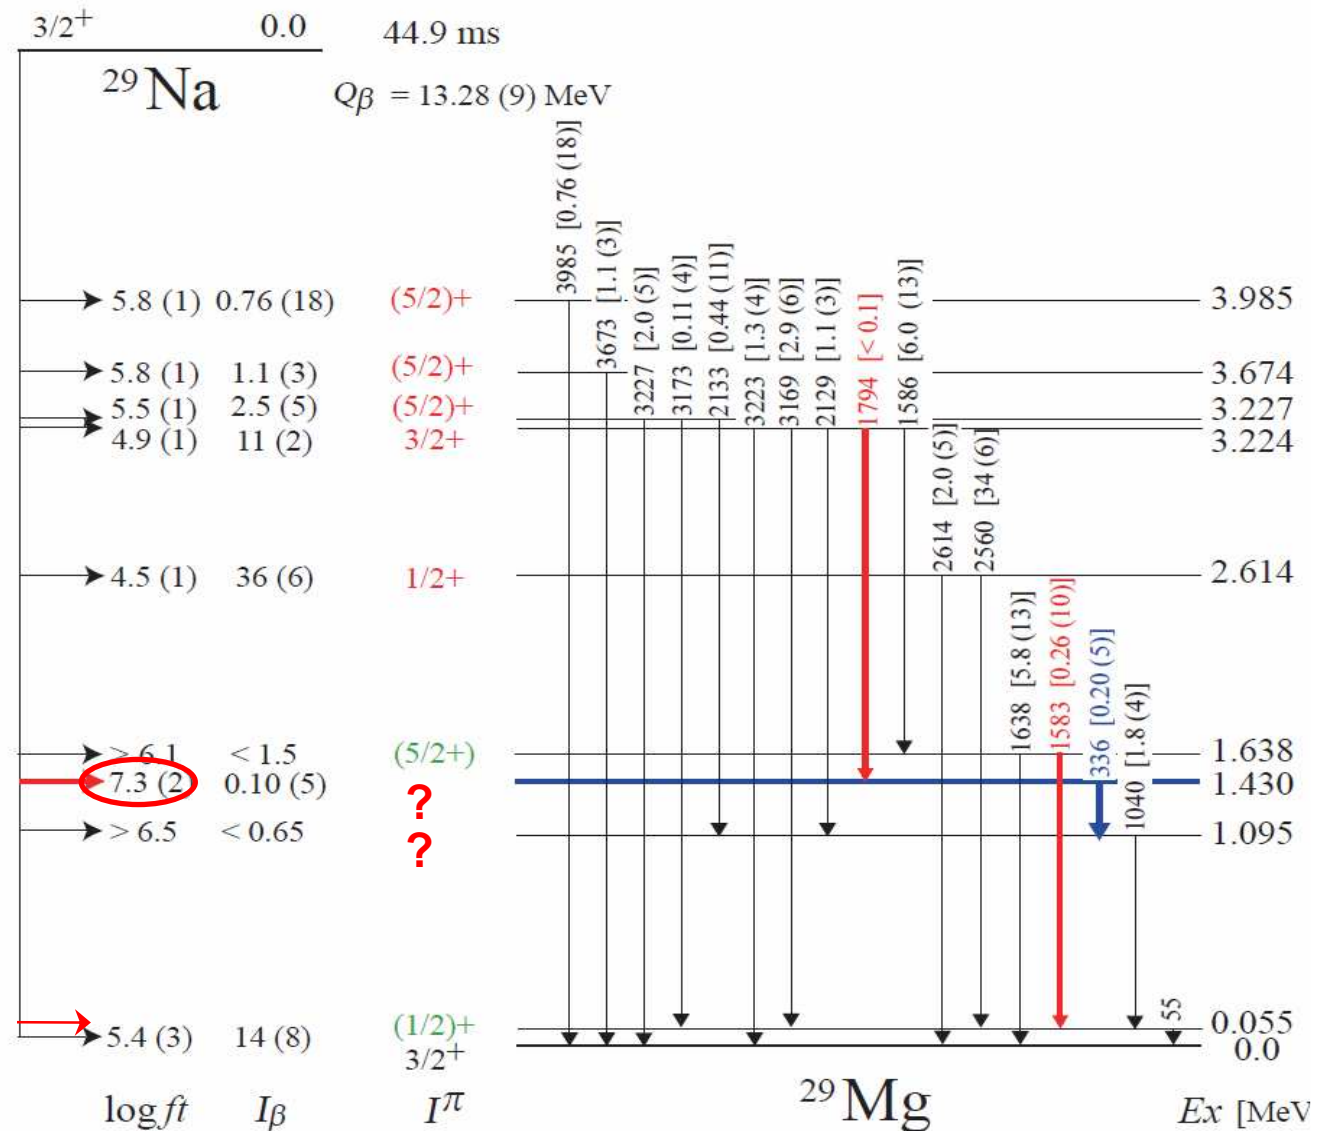 3/2+ 0.0 44.9 ms
29Na Qβ = 13.28 (9) MeV
3985 [0.76 (18)]
3673 [1.1 (3)]
3227 [2.0 (5)]
3173 [0.11 (4)]
2133 [0.44 (11)]
3223 [1.3 (4)]
3169 [2.9 (6)]
2129 [1.1 (3)]
1794 [< 0.1]
1586 [6.0 (13)]
2614 [2.0 (5)]
2560 [34 (6)]
1638 [5.8 (13)]
1583 [0.26 (10)]
336 [0.20 (5)]
1040 [1.8 (4)]
55
5.8 (1) 0.76 (18) (5/2)+ 3.985
5.8 (1) 1.1 (3) (5/2)+ 3.674
5.5 (1) 2.5 (5) (5/2)+ 3.227
4.9 (1) 11 (2) 3/2+ 3.224
4.5 (1) 36 (6) 1/2+ 2.614
> 6.1 < 1.5 (5/2+) 1.638
7.3 (2 0.10 (5) ? 1.430
> 6.5 < 0.65 ? 1.095
(1/2)+ 0.055
5.4 (3) 14 (8) 3/2+ 0.0
log ft Iβ Iπ 29Mg Ex [MeV